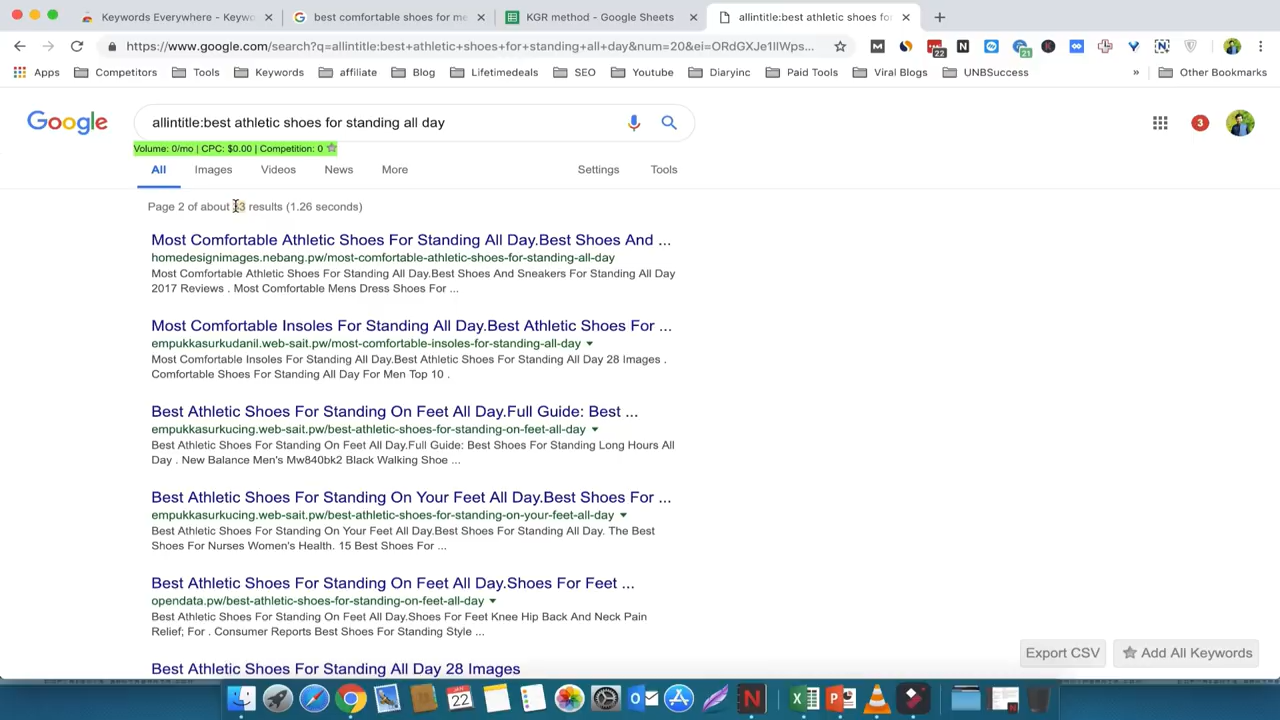 Keywords Everywhere - Keywo
best comfortable shoes for me
KGR method - Google Sheets
allintitle:best athletic shoes for
https://www.google.com/search?q=allintitle:best+athletic+shoes+for+standing+all+day&num=20&ei=ORdGXJe1IIWps...
22
21
Apps
Competitors
Tools
Keywords
affiliate
Blog
Lifetimedeals
SEO
Youtube
Diaryinc
Paid Tools
Viral Blogs
UNBSuccess
»
Other Bookmarks
Google
allintitle:best athletic shoes for standing all day
3
Volume: 0/mo | CPC: $0.00 | Competition: 0
All
Images
Videos
News
More
Settings
Tools
Page 2 of about 3 results (1.26 seconds)
Most Comfortable Athletic Shoes For Standing All Day.Best Shoes And ...
homedesignimages.nebang.pw/most-comfortable-athletic-shoes-for-standing-all-day
Most Comfortable Athletic Shoes For Standing All Day.Best Shoes And Sneakers For Standing All Day
2017 Reviews . Most Comfortable Mens Dress Shoes For ...
Most Comfortable Insoles For Standing All Day.Best Athletic Shoes For ...
empukkasurkudanil.web-sait.pw/most-comfortable-insoles-for-standing-all-day
Most Comfortable Insoles For Standing All Day.Best Athletic Shoes For Standing All Day 28 Images .
Comfortable Shoes For Standing All Day For Men Top 10 .
Best Athletic Shoes For Standing On Feet All Day.Full Guide: Best ...
empukkasurkucing.web-sait.pw/best-athletic-shoes-for-standing-on-feet-all-day
Best Athletic Shoes For Standing On Feet All Day.Full Guide: Best Shoes For Standing Long Hours All
Day . New Balance Men's Mw840bk2 Black Walking Shoe ...
Best Athletic Shoes For Standing On Your Feet All Day.Best Shoes For ...
empukkasurkucing.web-sait.pw/best-athletic-shoes-for-standing-on-your-feet-all-day
Best Athletic Shoes For Standing On Your Feet All Day.Best Shoes For Standing All Day. The Best
Shoes For Nurses Women's Health. 15 Best Shoes For ...
Best Athletic Shoes For Standing On Feet All Day.Shoes For Feet ...
opendata.pw/best-athletic-shoes-for-standing-on-feet-all-day
Best Athletic Shoes For Standing On Feet All Day.Shoes For Feet Knee Hip Back And Neck Pain
Relief; For . Consumer Reports Best Shoes For Standing Style ...
Best Athletic Shoes For Standing All Day 28 Images
Export CSV
Add All Keywords
JAN
22